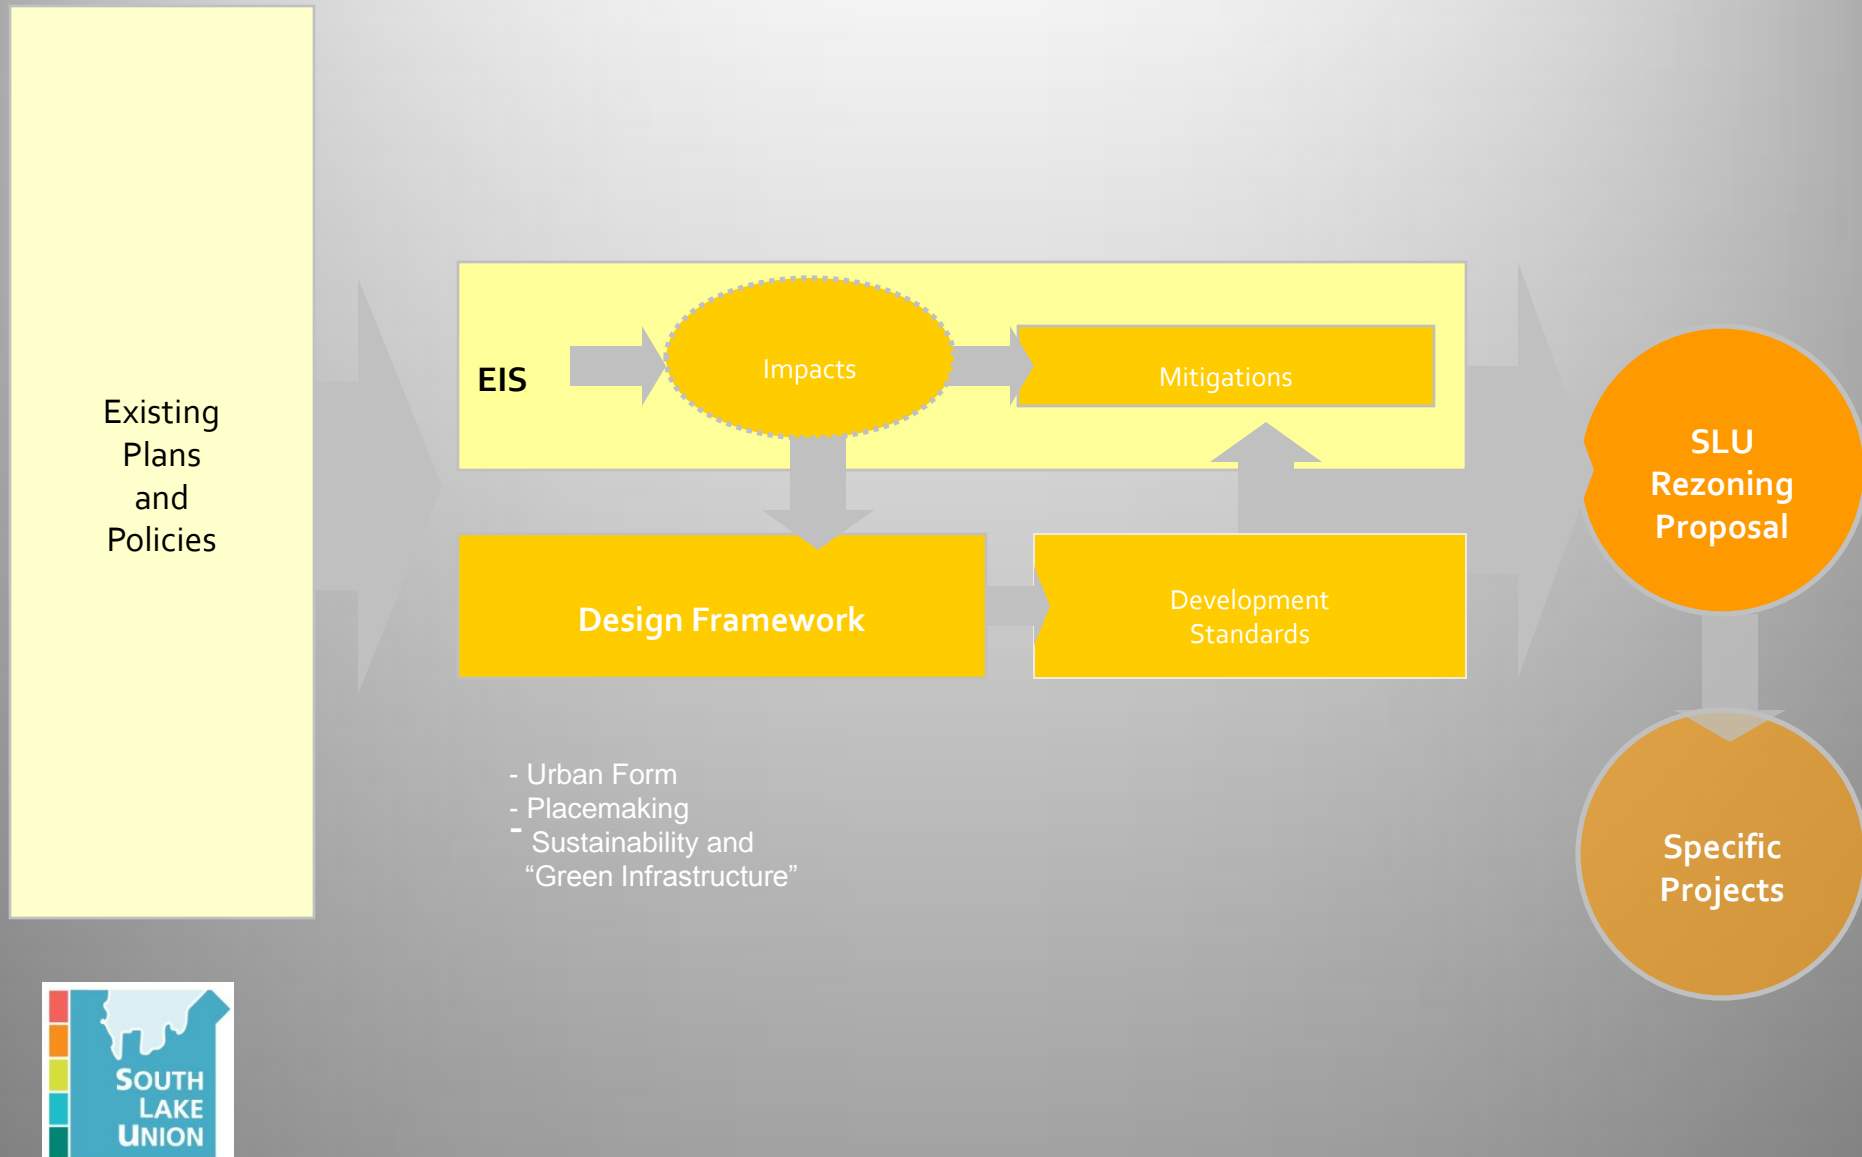 Existing
Plans
and
Policies
EIS
Impacts
Mitigations
Design Framework
Development
Standards
- Urban Form
- Placemaking
- Sustainability and
“Green Infrastructure”
SLU
Rezoning
Proposal
Specific
Projects
SOUTH
LAKE
UNION